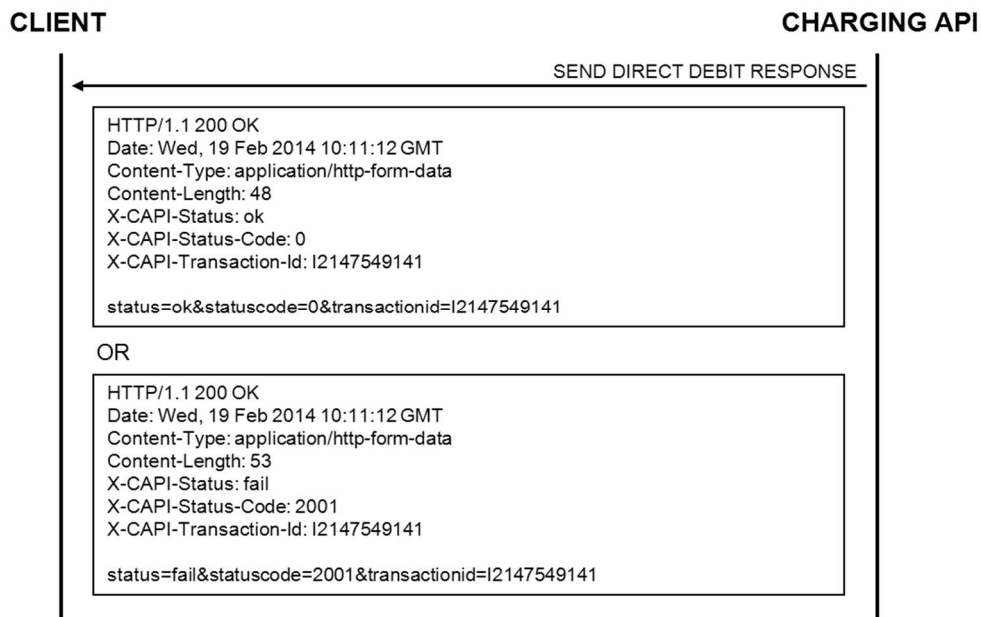 CLIENT
CHARGING API
SEND DIRECT DEBIT RESPONSE
HTTP/1.1 200 OK
Date: Wed, 19 Feb 2014 10:11:12 GMT
Content-Type: application/http-form-data
Content-Length: 48
X-CAPI-Status: ok
X-CAPI-Status-Code: 0
X-CAPI-Transaction-Id: I2147549141
status=ok&statuscode=0&transactionid=I2147549141
OR
HTTP/1.1 200 OK
Date: Wed, 19 Feb 2014 10:11:12 GMT
Content-Type: application/http-form-data
Content-Length: 53
X-CAPI-Status: fail
X-CAPI-Status-Code: 2001
X-CAPI-Transaction-Id: I2147549141
status=fail&statuscode=2001&transactionid=I2147549141